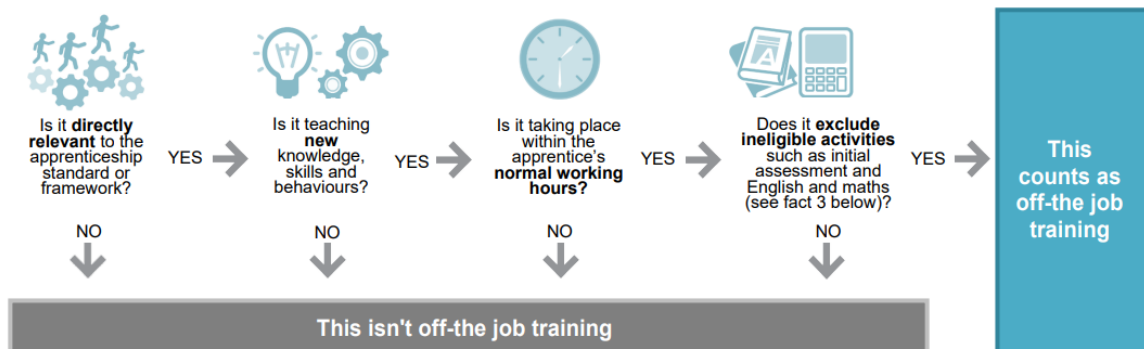 Is it directly
relevant to the
apprenticeship
standard or
framework?
YES
Is it teaching
new
knowledge,
skills and
behaviours?
YES
Is it taking place
within the
apprentice's
normal working
hours?
YES
Does it exclude
ineligible activities
such as initial
assessment and
English and maths
(see fact 3 below)?
YES
This
counts as
off-the job
training
NO
NO
NO
NO
This isn't off-the job training
A